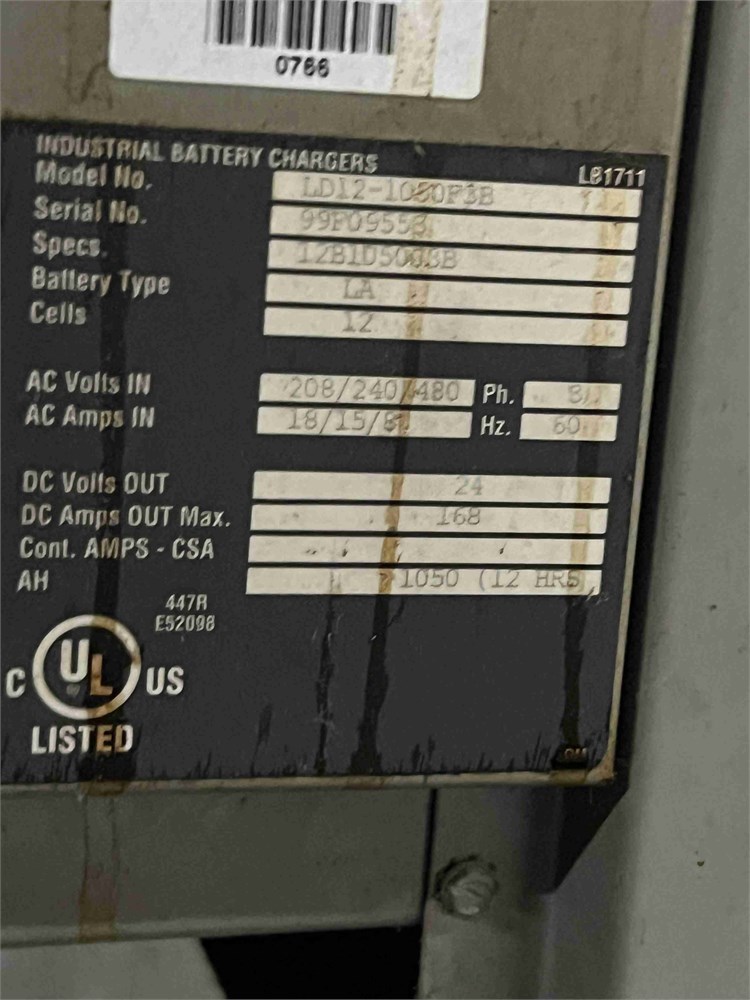 0766
INDUSTRIAL BATTERY CHARGERS
LB1711
Model No. LD12-1050F3B
Serial No.
Specs.
Battery Type LA
Cells 12
AC Volts IN 208/240/480 Ph. 3
AC Amps IN 18/15/8 Hz. 60
DC Volts OUT 24
DC Amps OUT Max. 168
Cont. AMPS - CSA
AH 1050 (12 HRS
447R
E52098
C UL US
LISTED